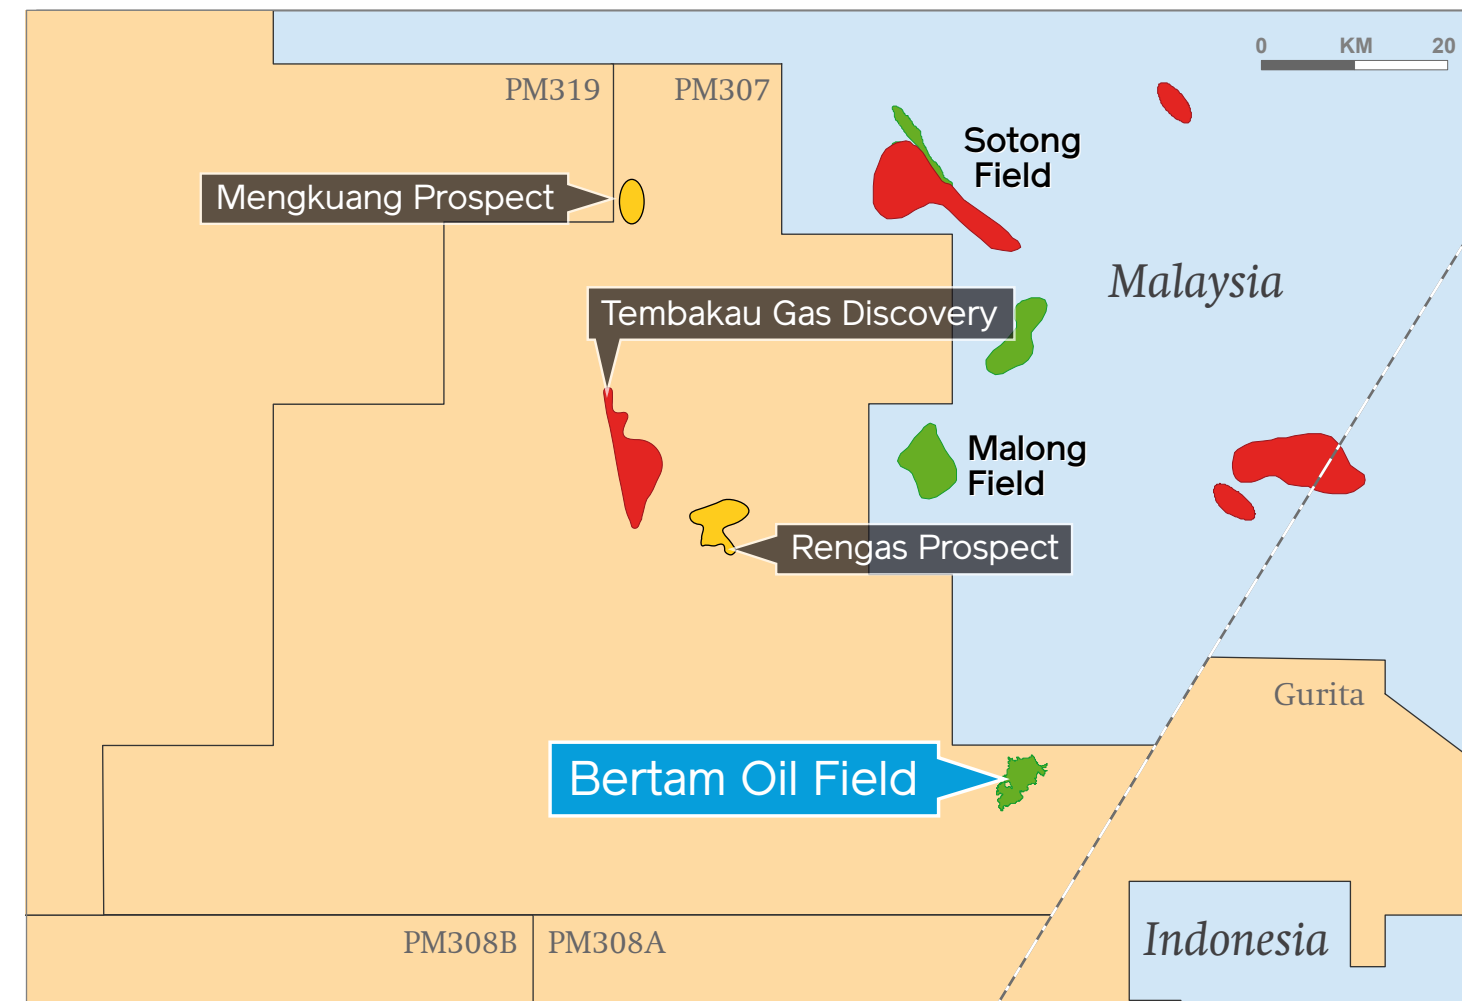 0 KM 20
PM319
PM307
Sotong
Field
Mengkuang Prospect
Malaysia
Tembakau Gas Discovery
Malong
Field
Rengas Prospect
Gurita
Bertam Oil Field
PM308B
PM308A
Indonesia